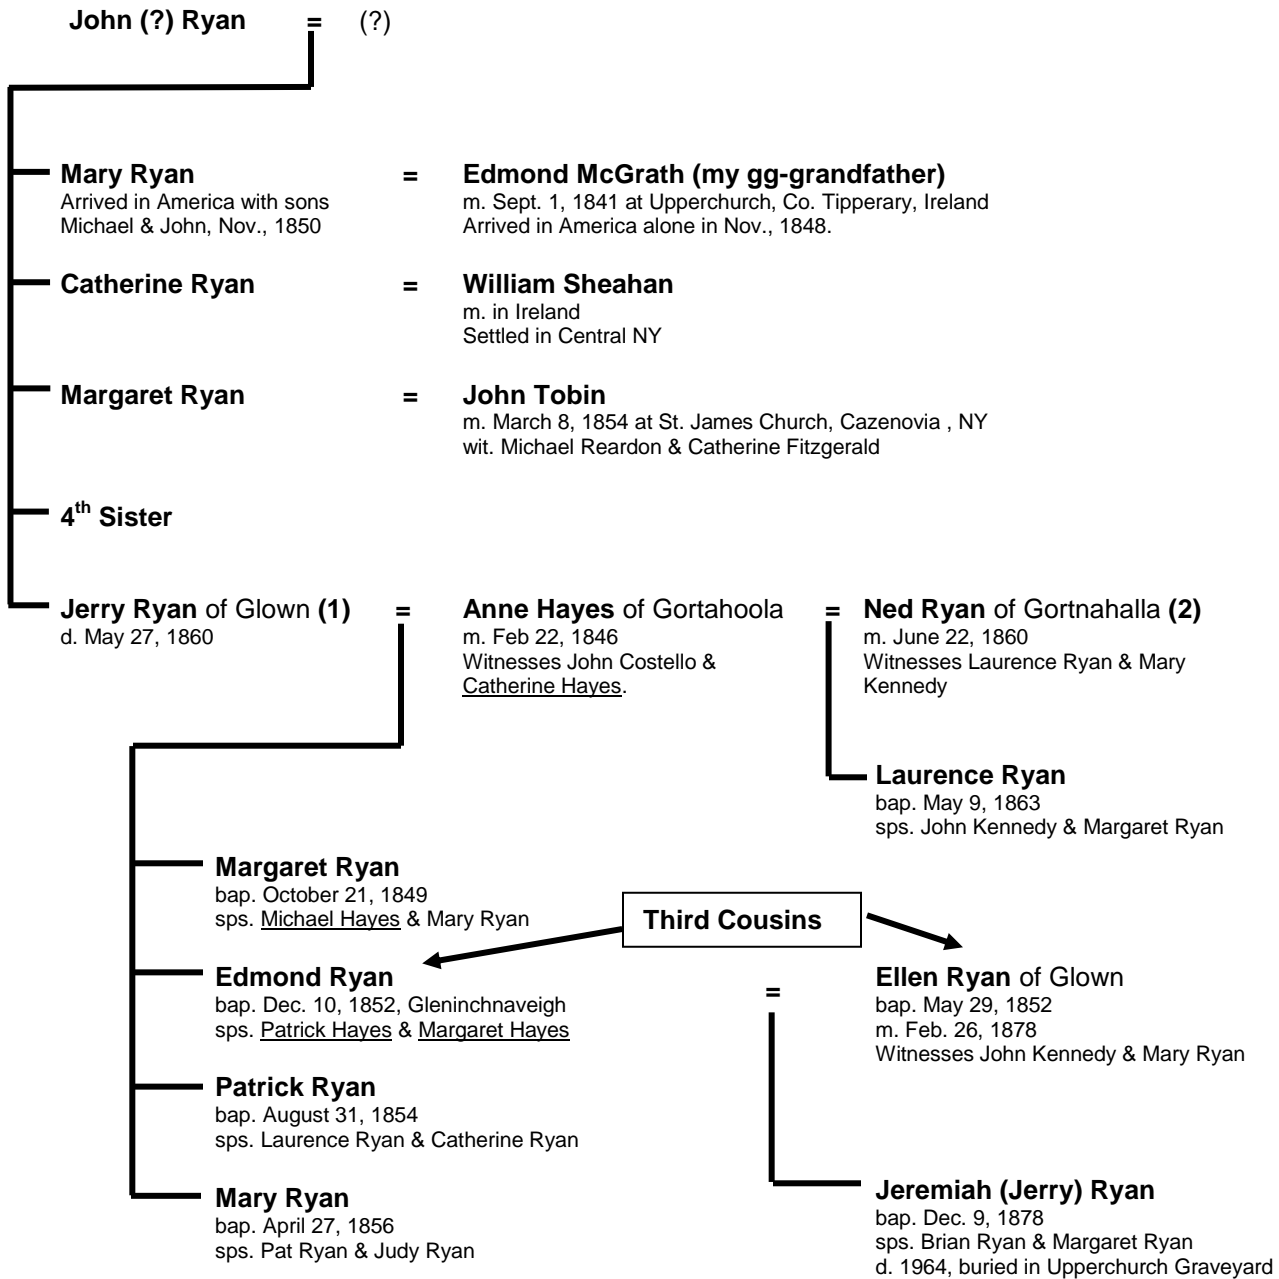 John (?) Ryan = (?)
Mary Ryan = Edmond McGrath (my gg-grandfather)
Arrived in America with sons m. Sept. 1, 1841 at Upperchurch, Co. Tipperary, Ireland
Michael & John, Nov., 1850 Arrived in America alone in Nov., 1848.
Catherine Ryan = William Sheahan
m. in Ireland
Settled in Central NY
Margaret Ryan = John Tobin
m. March 8, 1854 at St. James Church, Cazenovia , NY
wit. Michael Reardon & Catherine Fitzgerald
4th Sister
Jerry Ryan of Glown (1) = Anne Hayes of Gortahoola = Ned Ryan of Gortnahalla (2)
d. May 27, 1860 m. Feb 22, 1846 m. June 22, 1860
Witnesses John Costello & Witnesses Laurence Ryan & Mary
Catherine Hayes. Kennedy
Laurence Ryan
bap. May 9, 1863
sps. John Kennedy & Margaret Ryan
Margaret Ryan
bap. October 21, 1849
sps. Michael Hayes & Mary Ryan
Third Cousins
Edmond Ryan = Ellen Ryan of Glown
bap. Dec. 10, 1852, Gleninchnaveigh bap. May 29, 1852
sps. Patrick Hayes & Margaret Hayes m. Feb. 26, 1878
Witnesses John Kennedy & Mary Ryan
Patrick Ryan
bap. August 31, 1854
sps. Laurence Ryan & Catherine Ryan
Mary Ryan
bap. April 27, 1856
sps. Pat Ryan & Judy Ryan
Jeremiah (Jerry) Ryan
bap. Dec. 9, 1878
sps. Brian Ryan & Margaret Ryan
d. 1964, buried in Upperchurch Graveyard